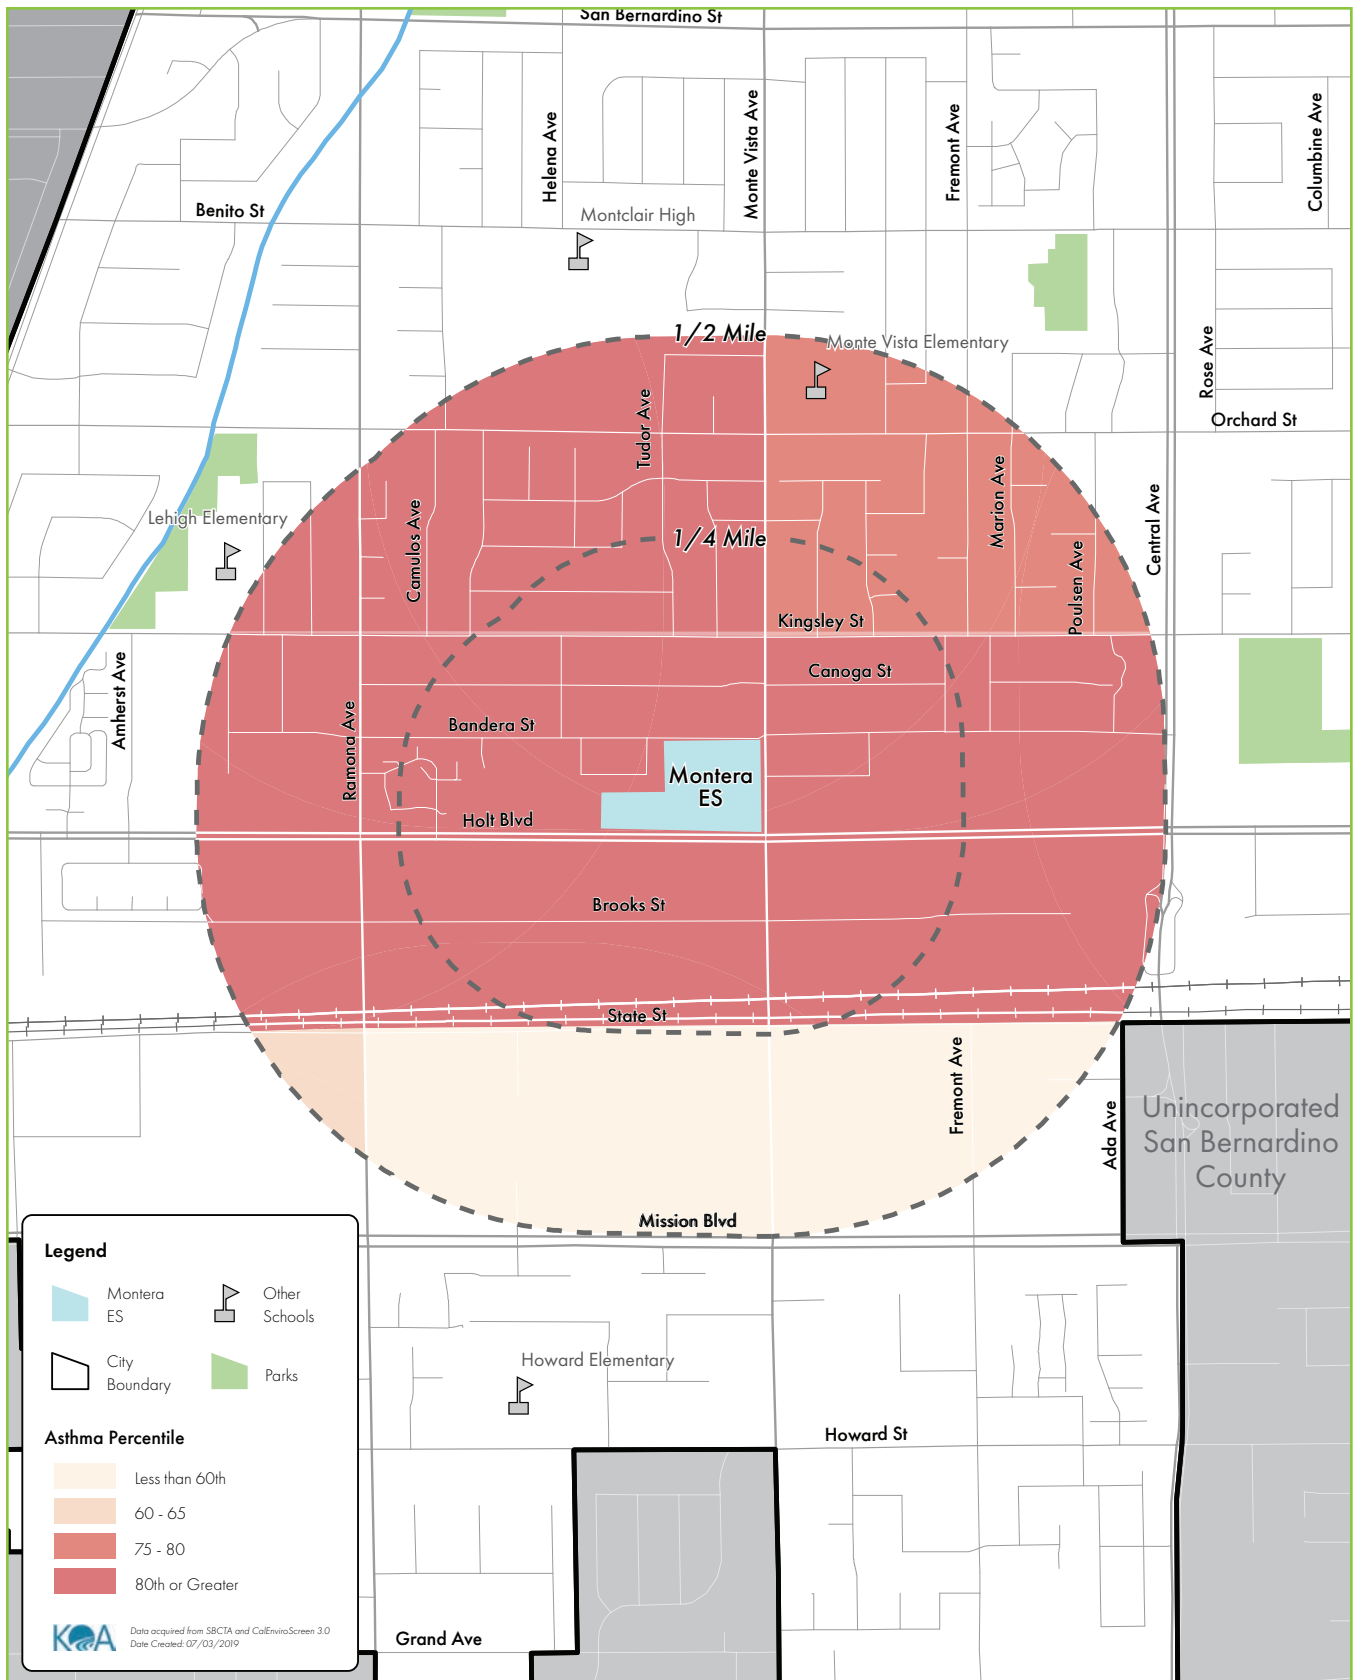 San Bernardino St
Helena Ave
Monte Vista Ave
Fremont Ave
Columbine Ave
Benito St
Montclair High
1/2 Mile
Monte Vista Elementary
Rose Ave
Tudor Ave
Orchard St
Marion Ave
Central Ave
Lehigh Elementary
Camulos Ave
1/4 Mile
Poulsen Ave
Kingsley St
Canoga St
Amherst Ave
Ramona Ave
Bandera St
Montera
ES
Holt Blvd
Brooks St
State St
Fremont Ave
Ada Ave
Unincorporated
San Bernardino
County
Mission Blvd
Legend
Montera
ES
Other
Schools
City
Boundary
Parks
Howard Elementary
Howard St
Asthma Percentile
Less than 60th
60 - 65
75 - 80
80th or Greater
KOA
Data acquired from SBCTA and CalEnviroScreen 3.0
Date Created: 07/03/2019
Grand Ave